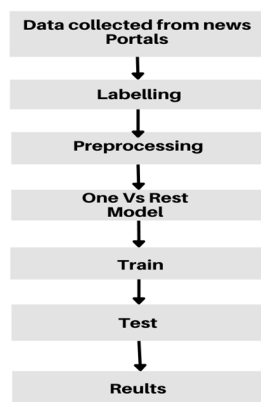 Data collected from news
Portals
Labelling
Preprocessing
One Vs Rest
Model
Train
Test
Reults